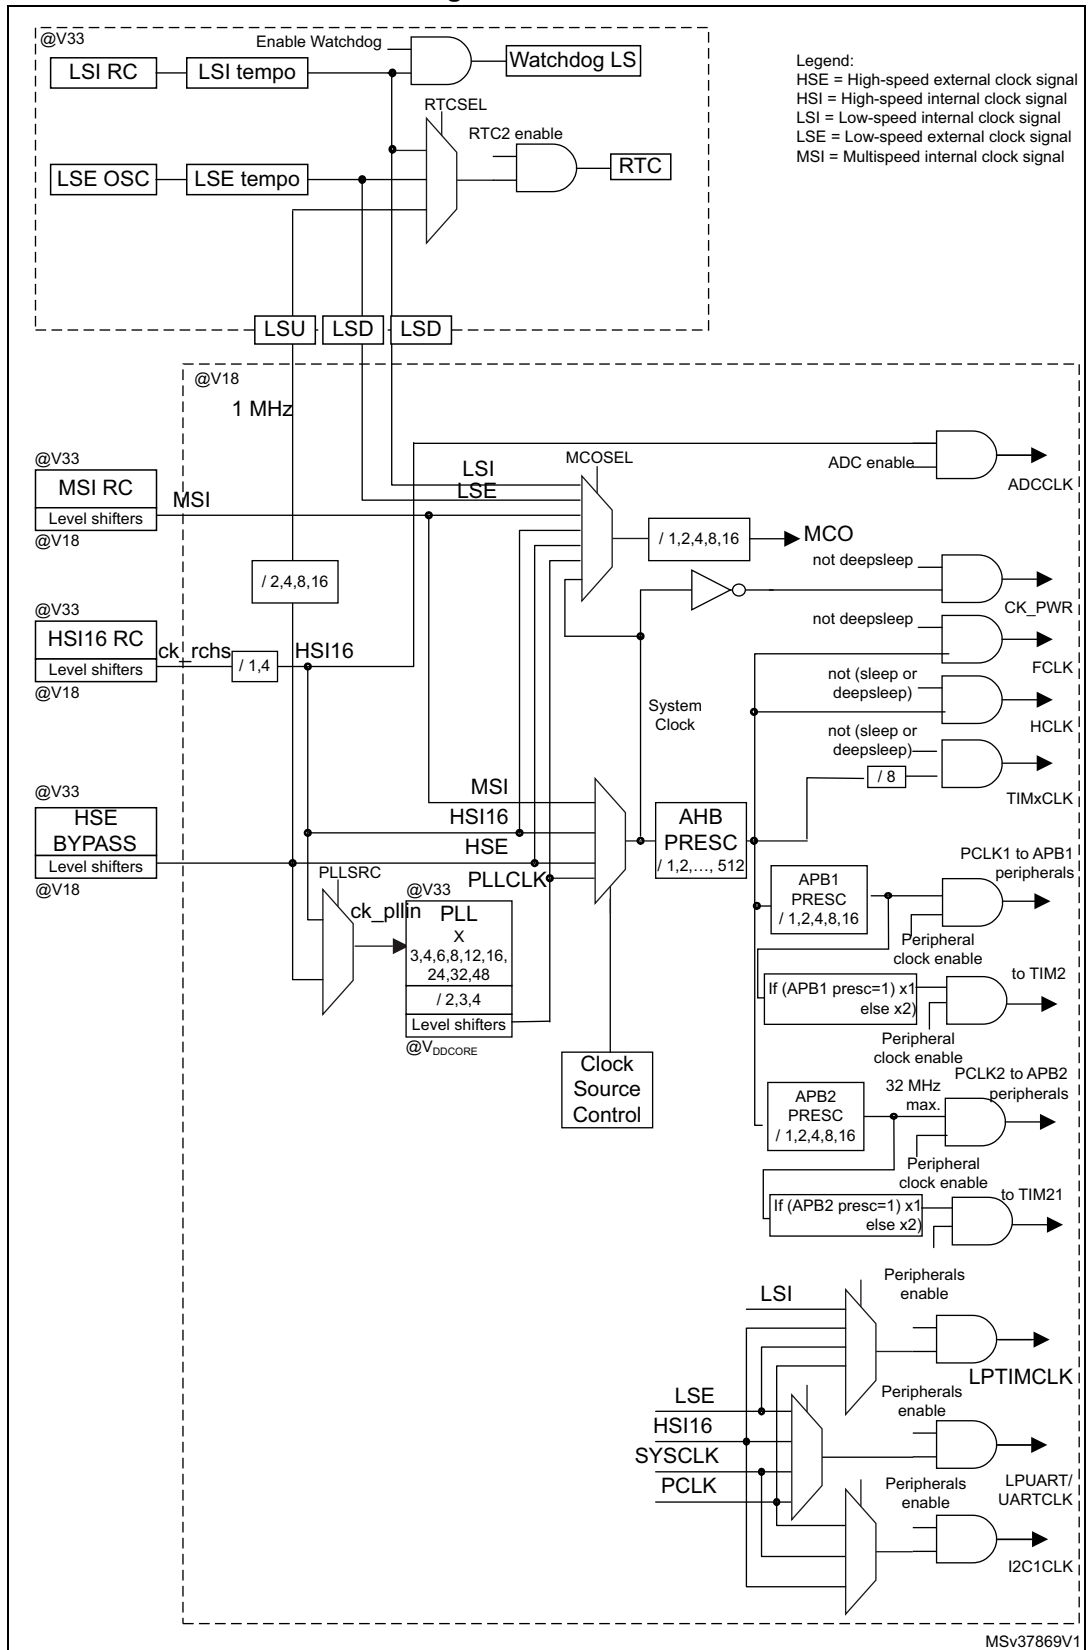 @V33
Enable Watchdog
LSI RC
LSI tempo
Watchdog LS
Legend:
HSE = High-speed external clock signal
HSI = High-speed internal clock signal
LSI = Low-speed internal clock signal
LSE = Low-speed external clock signal
MSI = Multispeed internal clock signal
RTCSEL
RTC2 enable
LSE OSC
LSE tempo
RTC
LSU
LSD
LSD
@V18
1 MHz
@V33
MSI RC
Level shifters
@V18
MSI
LSI
LSE
MCOSEL
ADC enable
ADCCLK
/ 1,2,4,8,16
MCO
/ 2,4,8,16
not deepsleep
CK_PWR
@V33
HSI16 RC
Level shifters
@V18
ck_rchs
/ 1,4
HSI16
not deepsleep
FCLK
System
Clock
not (sleep or
deepsleep)
HCLK
not (sleep or
deepsleep)
/ 8
TIMxCLK
@V33
HSE
BYPASS
Level shifters
@V18
MSI
HSI16
HSE
PLLCLK
AHB
PRESC
/ 1,2,…, 512
PLLSRC
ck_pllin
@V33
PLL
X
3,4,6,8,12,16,
24,32,48
/ 2,3,4
Level shifters
@VDDCORE
Clock
Source
Control
APB1
PRESC
/ 1,2,4,8,16
PCLK1 to APB1
peripherals
Peripheral
clock enable
If (APB1 presc=1) x1
else x2)
to TIM2
Peripheral
clock enable
APB2
PRESC
/ 1,2,4,8,16
32 MHz
max.
PCLK2 to APB2
peripherals
Peripheral
clock enable
If (APB2 presc=1) x1
else x2)
to TIM21
LSI
Peripherals
enable
LPTIMCLK
LSE
HSI16
SYSCLK
PCLK
Peripherals
enable
LPUART/
UARTCLK
Peripherals
enable
I2C1CLK
MSv37869V1